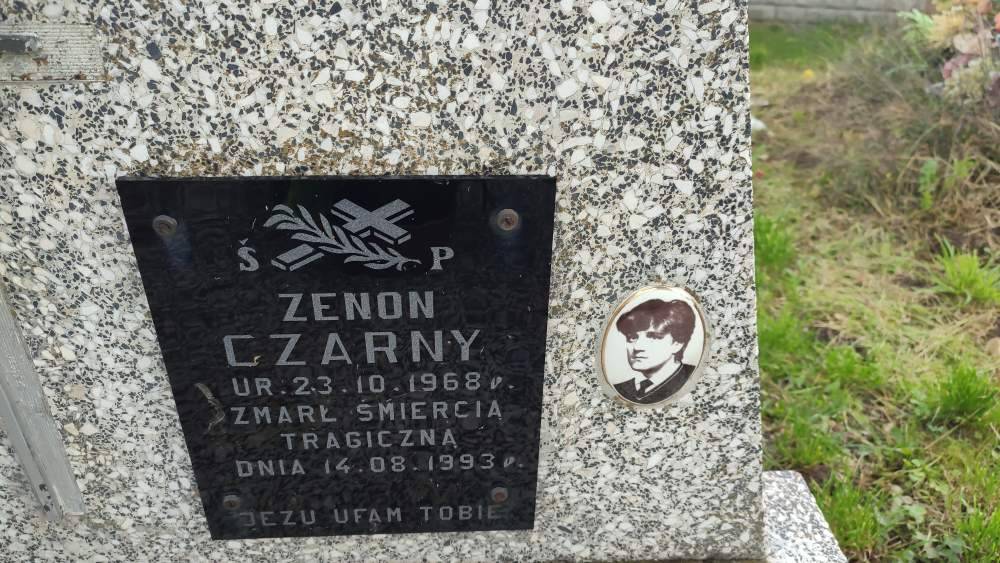 Ś P
ZENON
CZARNY
UR. 23.10.1968 r.
ZMARŁ ŚMIERCIĄ
TRAGICZNĄ
DNIA 14.08.1993 r.
JEZU UFAM TOBIE